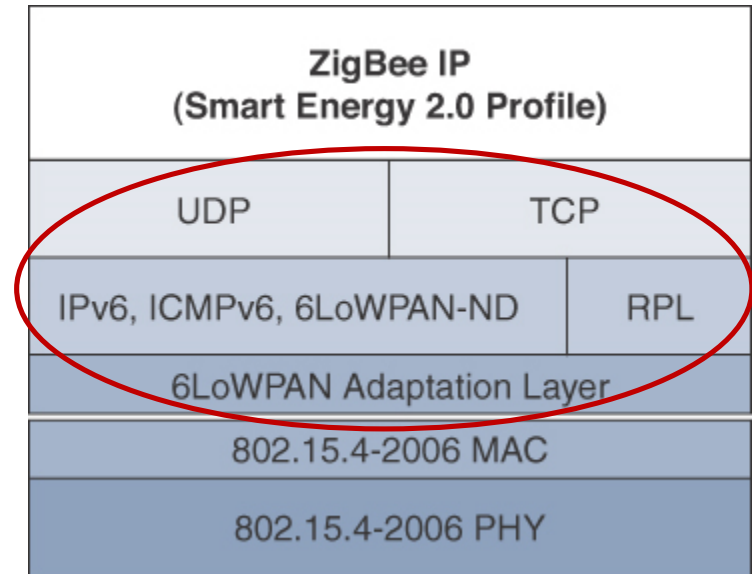 ZigBee IP
(Smart Energy 2.0 Profile)
UDP TCP
IPv6, ICMPv6, 6LoWPAN-ND RPL
6LoWPAN Adaptation Layer
802.15.4-2006 MAC
802.15.4-2006 PHY